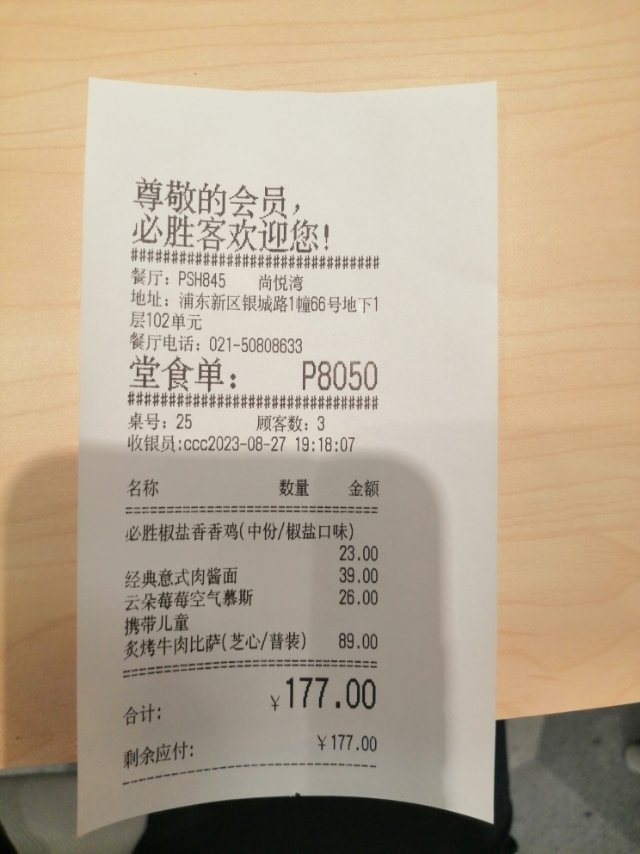 尊敬的会员，
必胜客欢迎您！
##############################
餐厅：PSH845 尚悦湾
地址：浦东新区银城路1幢66号地下1
层102单元
餐厅电话：021-50808633
堂食单： P8050
##############################
桌号：25 顾客数：3
收银员:ccc2023-08-27 19:18:07
名称 数量 金额
==============================
必胜椒盐香香鸡(中份/椒盐口味)
23.00
经典意式肉酱面 39.00
云朵莓莓空气慕斯 26.00
携带儿童
炙烤牛肉比萨(芝心/普装) 89.00
==============================
合计: ￥177.00
剩余应付: ￥177.00
------------------------------